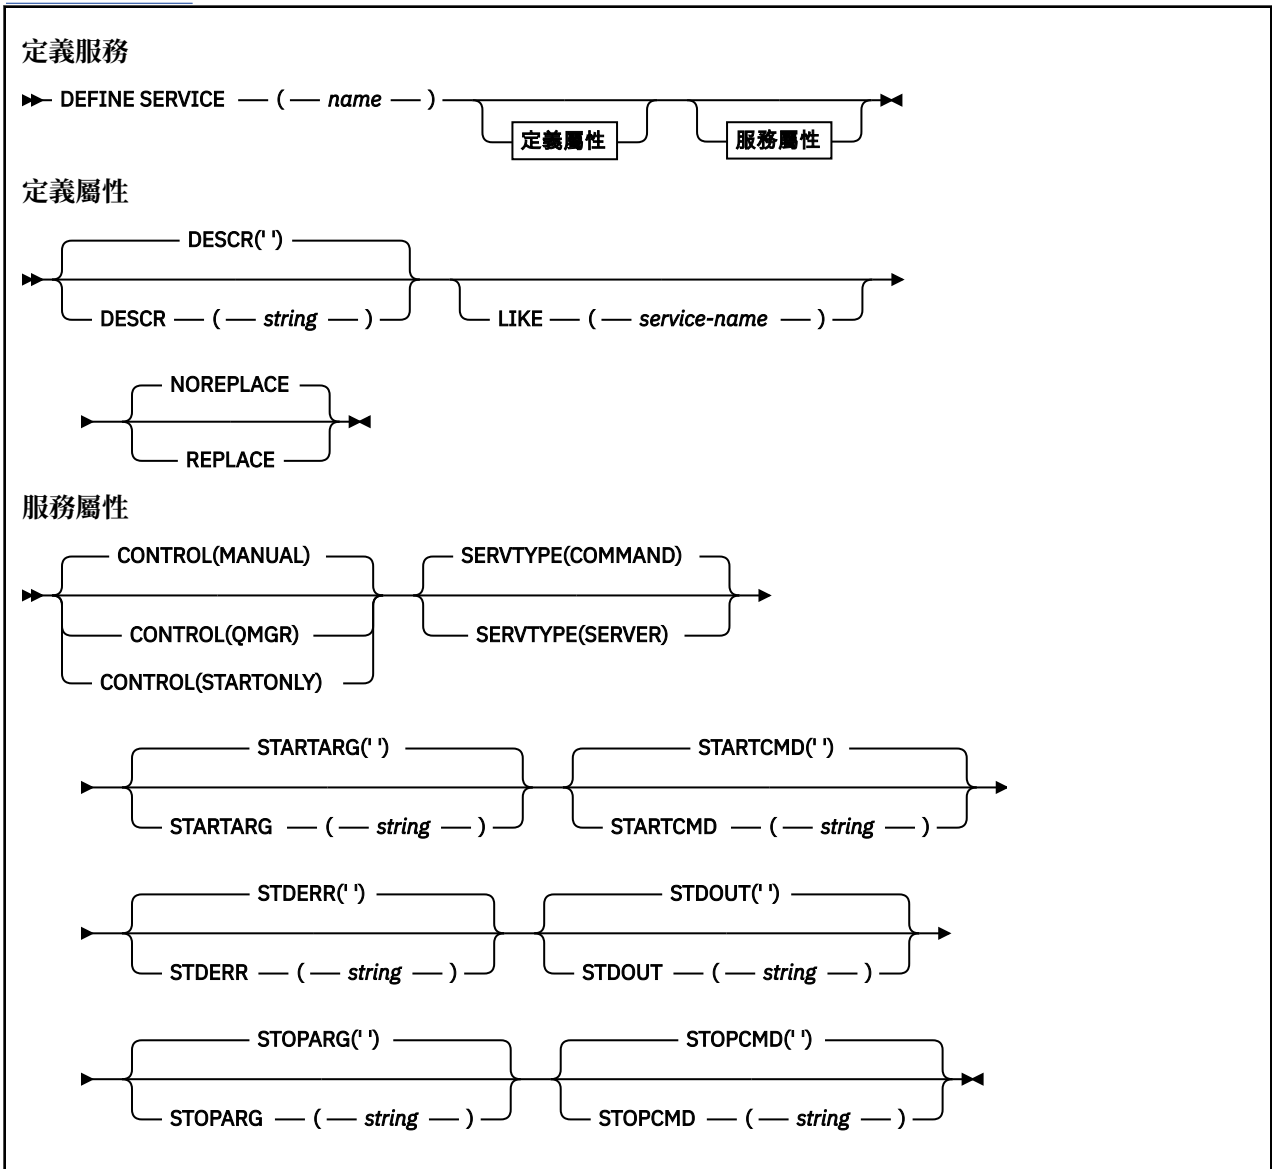 定義服務
DEFINE SERVICE ( name )
定義屬性 服務屬性
定義屬性
DESCR(' ')
DESCR ( string ) LIKE ( service-name )
NOREPLACE
REPLACE
服務屬性
CONTROL(MANUAL) SERVTYPE(COMMAND)
CONTROL(QMGR) SERVTYPE(SERVER)
CONTROL(STARTONLY)
STARTARG(' ') STARTCMD(' ')
STARTARG ( string ) STARTCMD ( string )
STDERR(' ') STDOUT(' ')
STDERR ( string ) STDOUT ( string )
STOPARG(' ') STOPCMD(' ')
STOPARG ( string ) STOPCMD ( string )